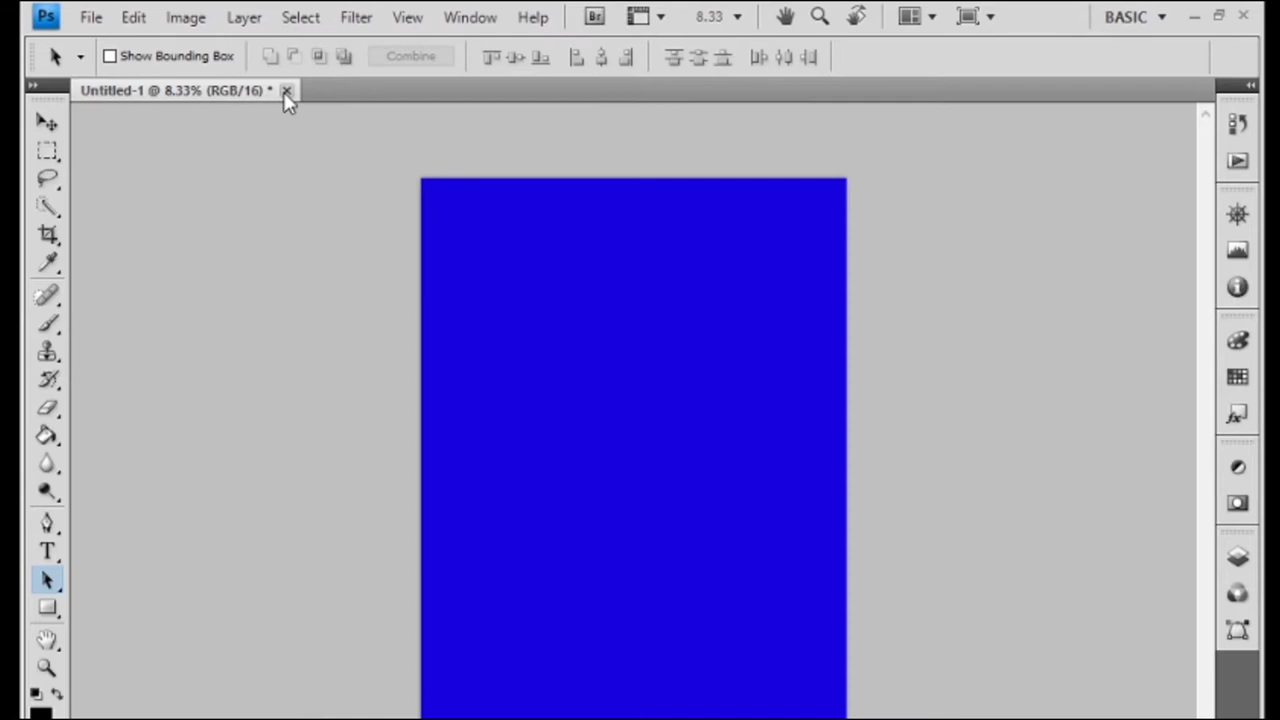 Ps File Edit Image Layer Select Filter View Window Help Br 8.33 BASIC
Show Bounding Box Combine
Untitled-1 @ 8.33% (RGB/16) *
fx
T